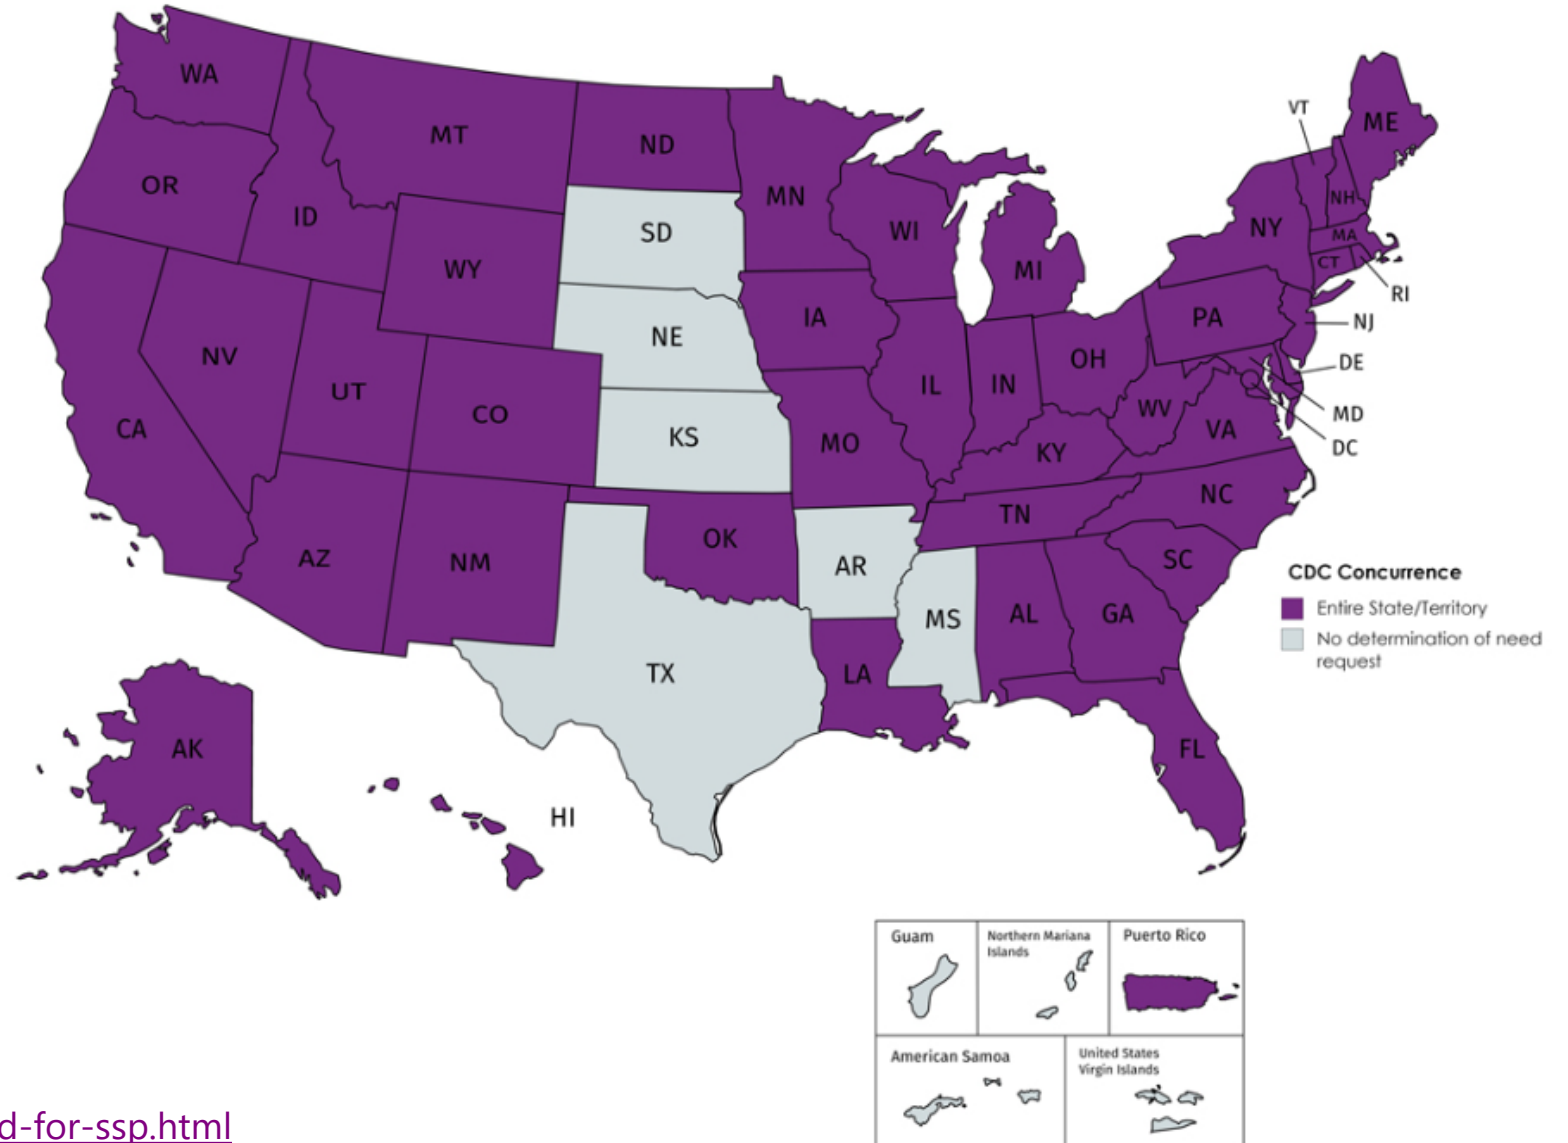 WA
MT
ND
MN
OR
ID
SD
WI
WY
MI
NY
VT
ME
NH
MA
CT
RI
NJ
DE
MD
DC
PA
IA
NE
NV
UT
CO
CA
KS
MO
IL
IN
OH
WV
VA
KY
NC
TN
SC
AZ
NM
OK
AR
MS
AL
GA
TX
LA
FL
AK
HI
CDC Concurrence
Entire State/Territory
No determination of need
request
Guam
Northern Mariana
Islands
Puerto Rico
American Samoa
United States
Virgin Islands
d-for-ssp.html